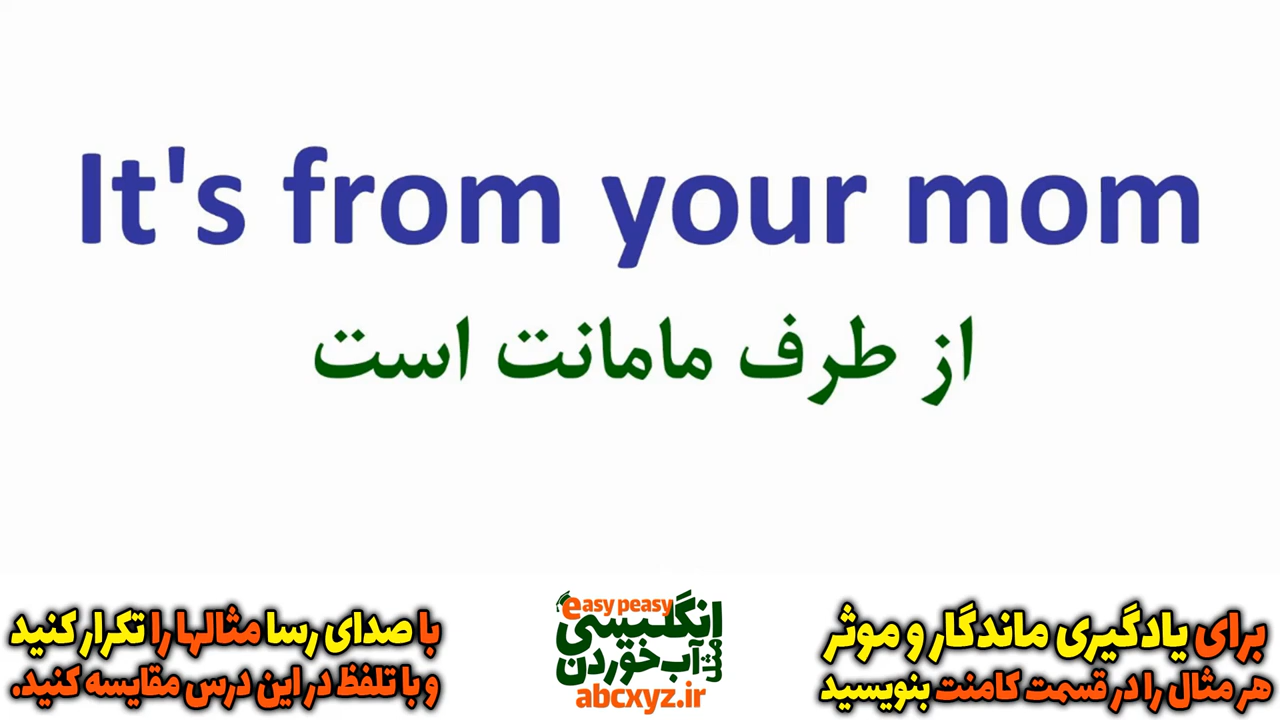 It's from your mom
از طرف مامانت است
برای یادگیری ماندگار و موثر
هر مثال را در قسمت کامنت بنویسید
easy peasy
انگلیسی
مثل آب خوردن
abcxyz.ir
با صدای رسا مثالها را تکرار کنید
و با تلفظ در این درس مقایسه کنید.